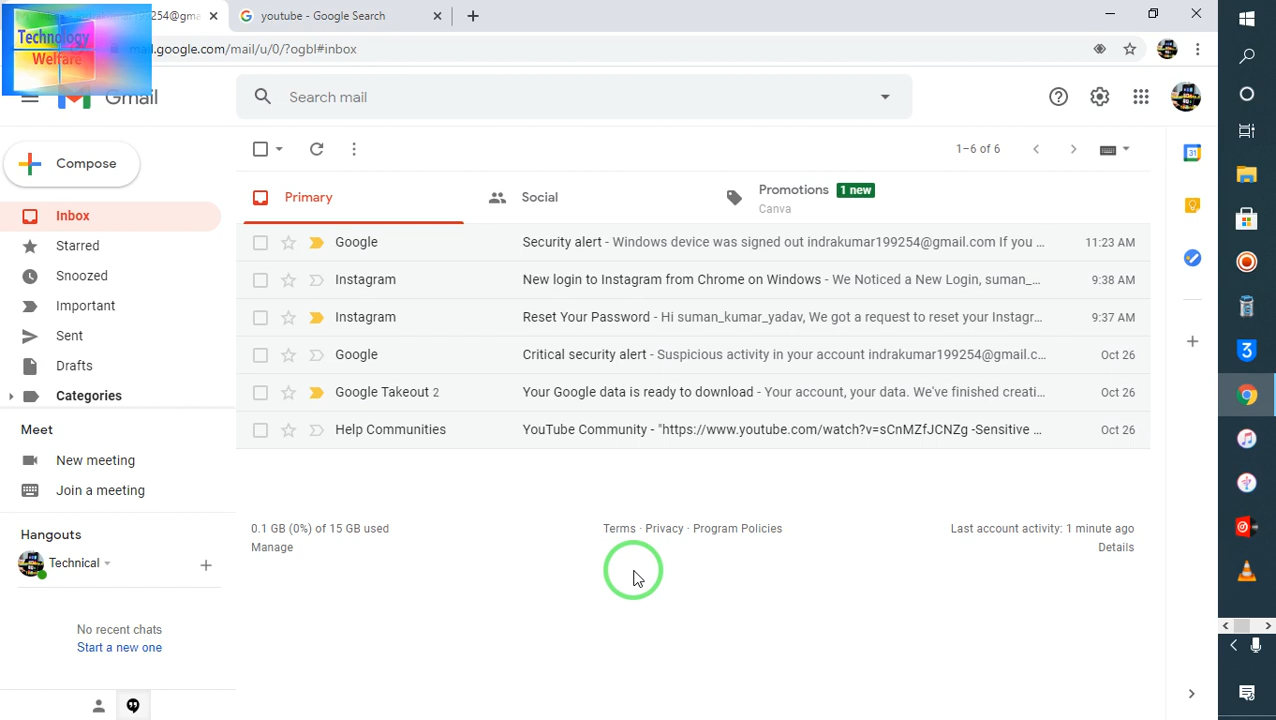 254@gma
youtube - Google Search
Technology
Welfare
mail.google.com/mail/u/0/?ogbl#inbox
Gmail
Search mail
Compose
1–6 of 6
Inbox
Starred
Snoozed
Important
Sent
Drafts
Categories
Primary
Social
Promotions 1 new
Canva
Google Security alert - Windows device was signed out indrakumar199254@gmail.com If you ... 11:23 AM
Instagram New login to Instagram from Chrome on Windows - We Noticed a New Login, suman_... 9:38 AM
Instagram Reset Your Password - Hi suman_kumar_yadav, We got a request to reset your Instagr... 9:37 AM
Google Critical security alert - Suspicious activity in your account indrakumar199254@gmail.c... Oct 26
Google Takeout 2 Your Google data is ready to download - Your account, your data. We've finished creati... Oct 26
Help Communities YouTube Community - "https://www.youtube.com/watch?v=sCnMZfJCNZg -Sensitive ... Oct 26
Meet
New meeting
Join a meeting
Hangouts
Technical
No recent chats
Start a new one
0.1 GB (0%) of 15 GB used
Manage
Terms · Privacy · Program Policies
Last account activity: 1 minute ago
Details
31